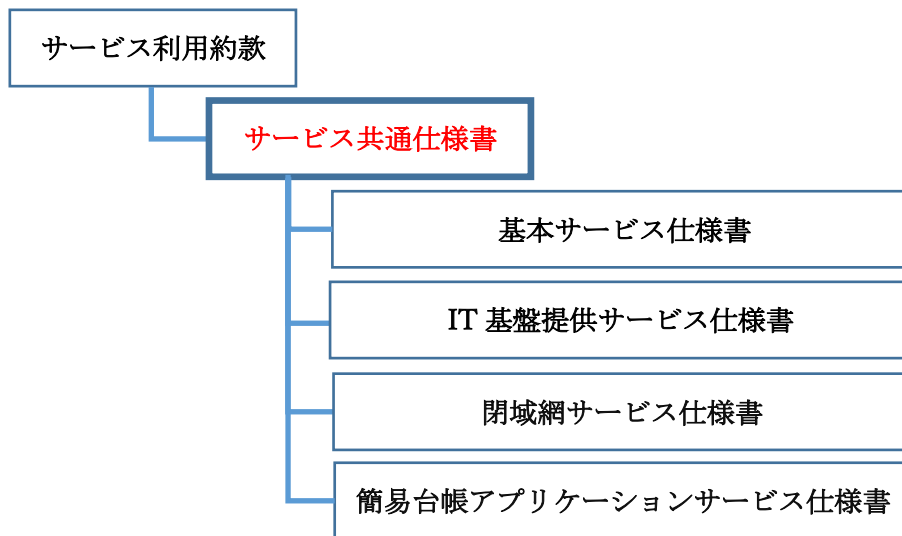 サービス利用約款
サービス共通仕様書
基本サービス仕様書
IT 基盤提供サービス仕様書
閉域網サービス仕様書
簡易台帳アプリケーションサービス仕様書